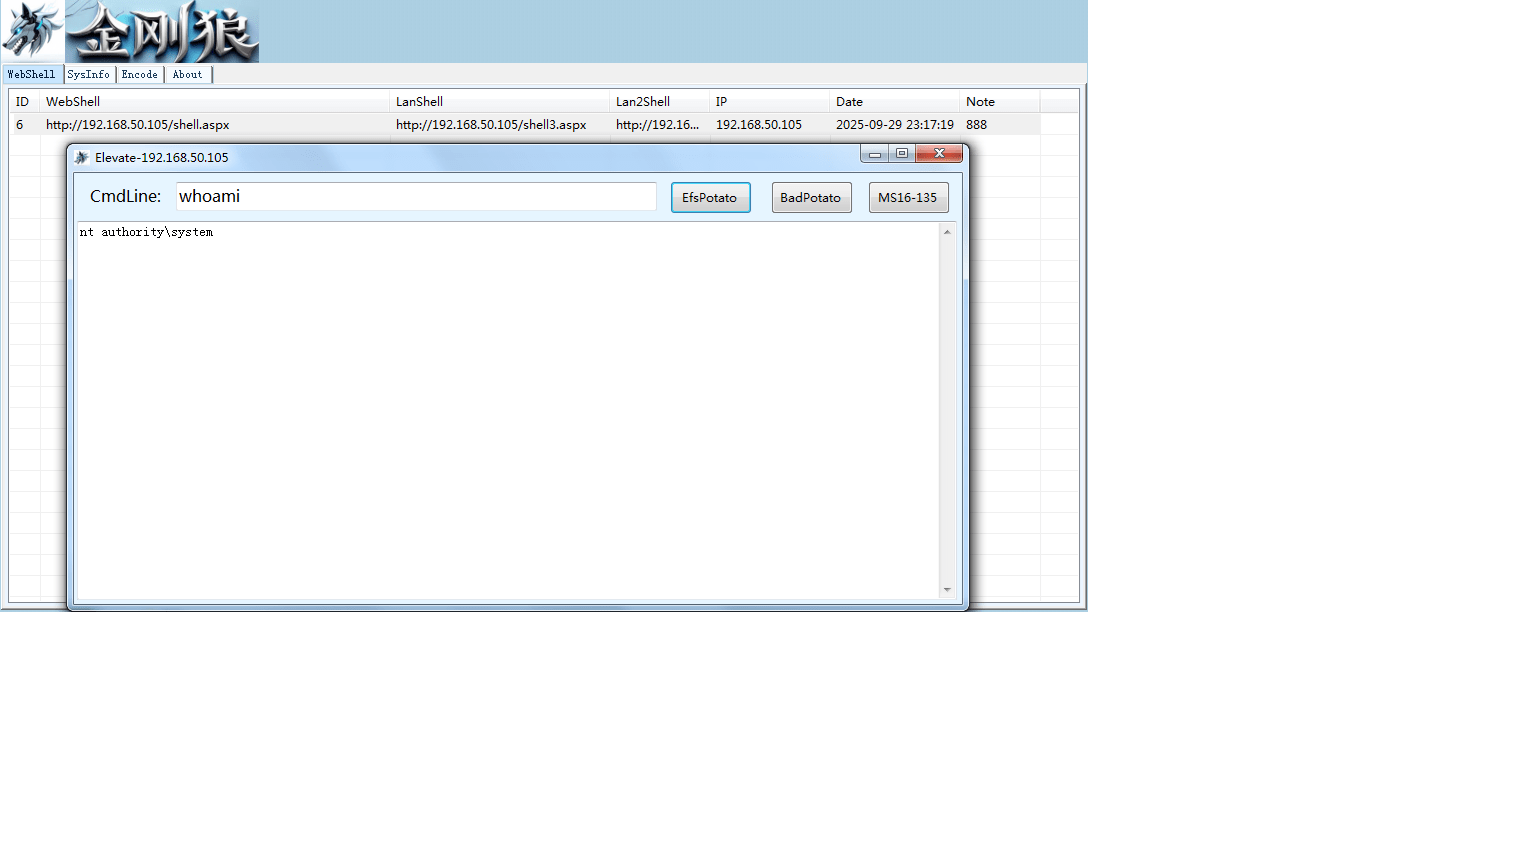 金刚狼
WebShell SysInfo Encode About
ID WebShell LanShell Lan2Shell IP Date Note
6 http://192.168.50.105/shell.aspx http://192.168.50.105/shell3.aspx http://192.16... 192.168.50.105 2025-09-29 23:17:19 888
Elevate-192.168.50.105
CmdLine: whoami EfsPotato BadPotato MS16-135
nt authority\system